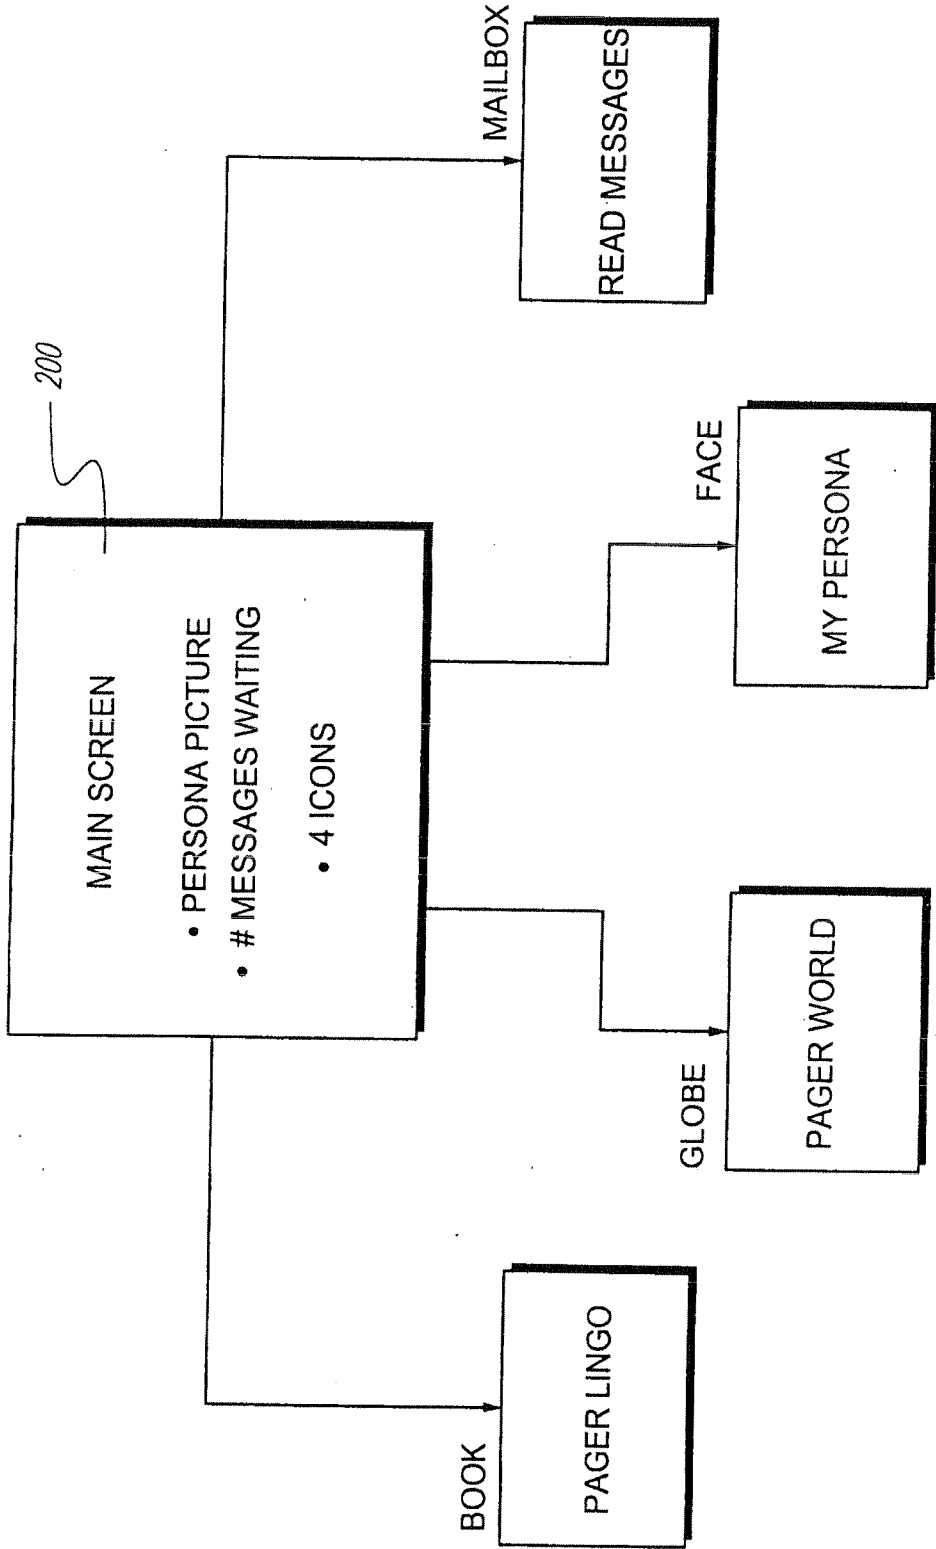 200
MAIN SCREEN
• PERSONA PICTURE
• # MESSAGES WAITING
• 4 ICONS
BOOK
PAGER LINGO
GLOBE
PAGER WORLD
FACE
MY PERSONA
MAILBOX
READ MESSAGES